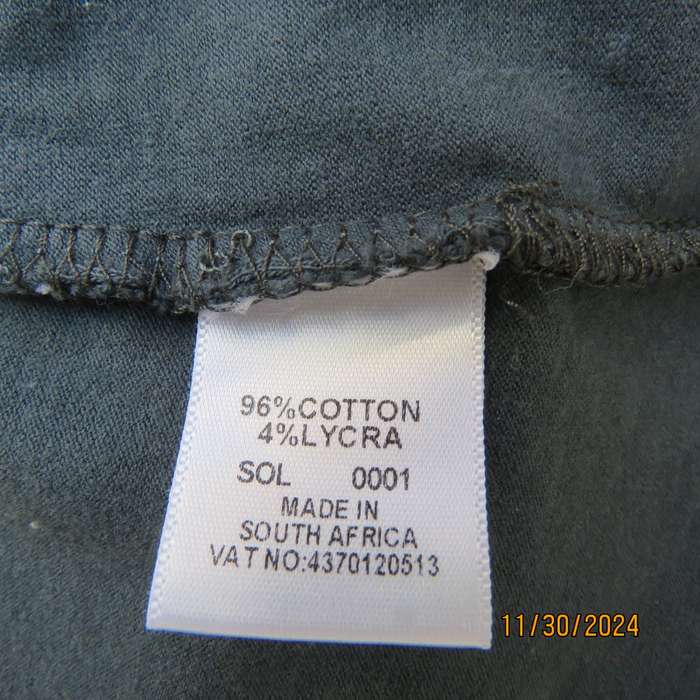 96%COTTON
4%LYCRA
SOL 0001
MADE IN
SOUTH AFRICA
VAT NO:4370120513
11/30/2024